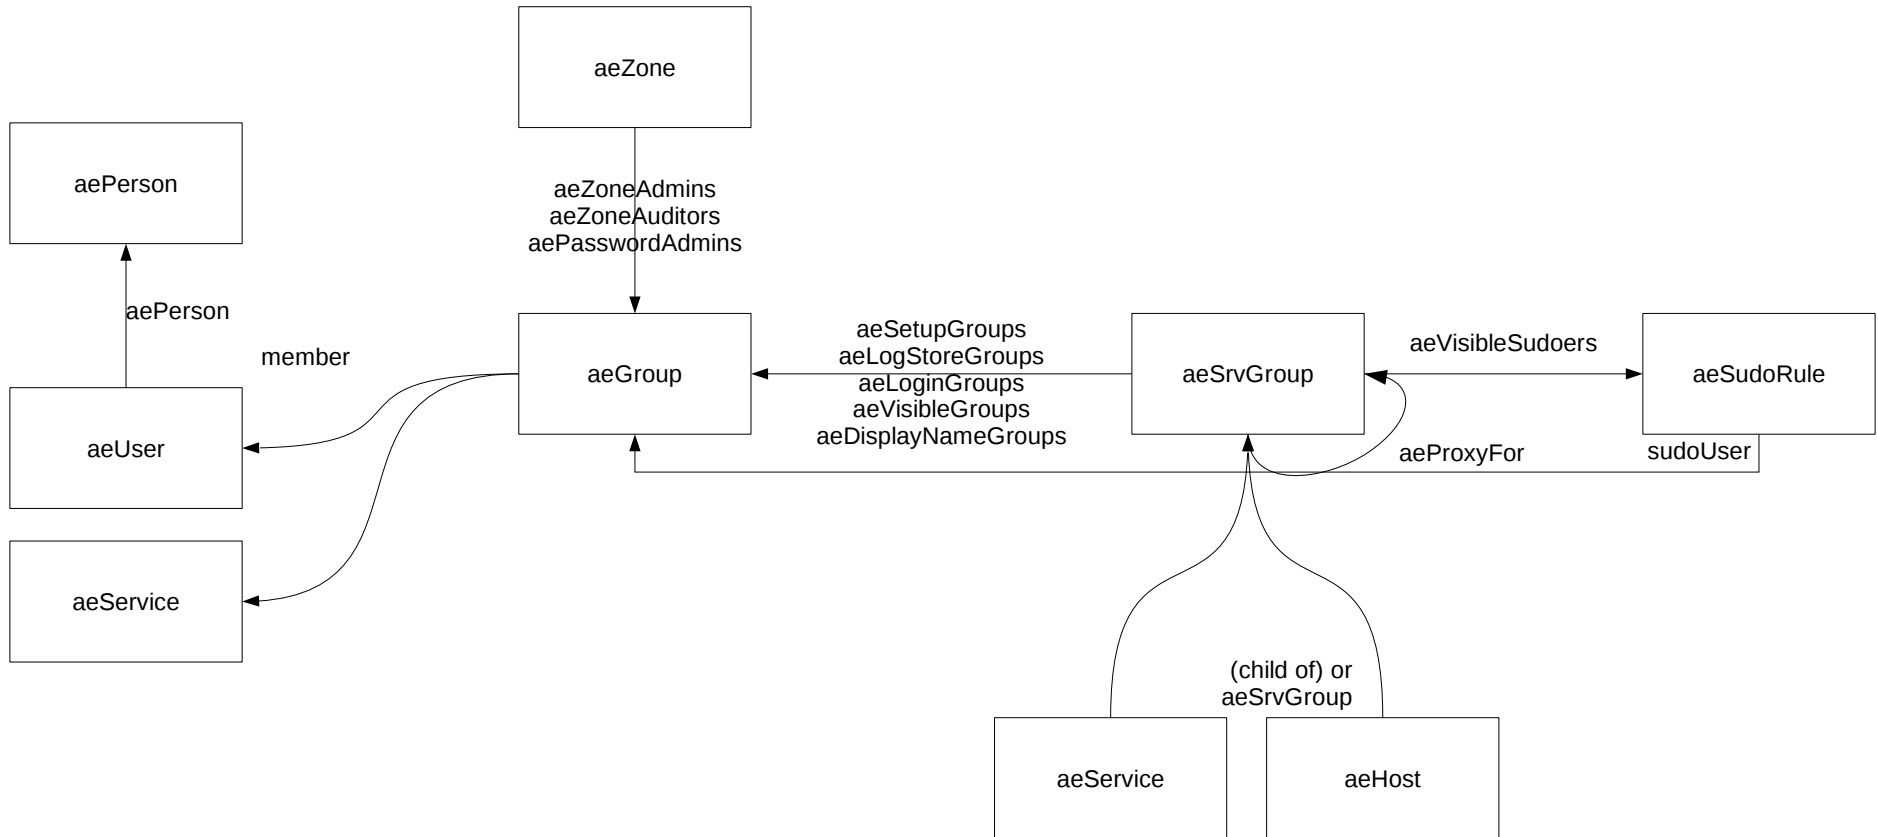 aeZone
aePerson
aeZoneAdmins
aeZoneAuditors
aePasswordAdmins
aePerson
member
aeUser
aeService
aeGroup
aeSetupGroups
aeLogStoreGroups
aeLoginGroups
aeVisibleGroups
aeDisplayNameGroups
aeSrvGroup
aeVisibleSudoers
aeSudoRule
aeProxyFor
sudoUser
(child of) or
aeSrvGroup
aeService
aeHost